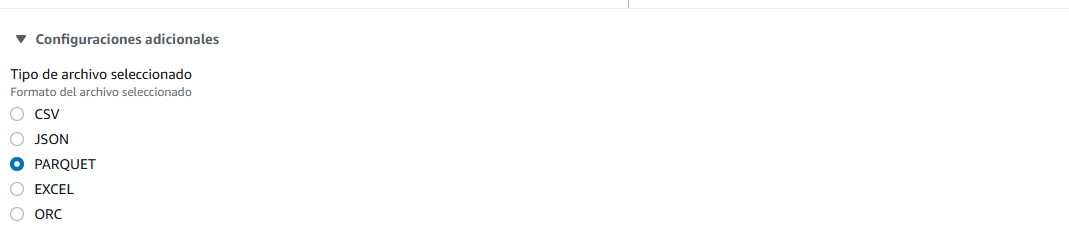 Configuraciones adicionales
Tipo de archivo seleccionado
Formato del archivo seleccionado
CSV
JSON
PARQUET
EXCEL
ORC